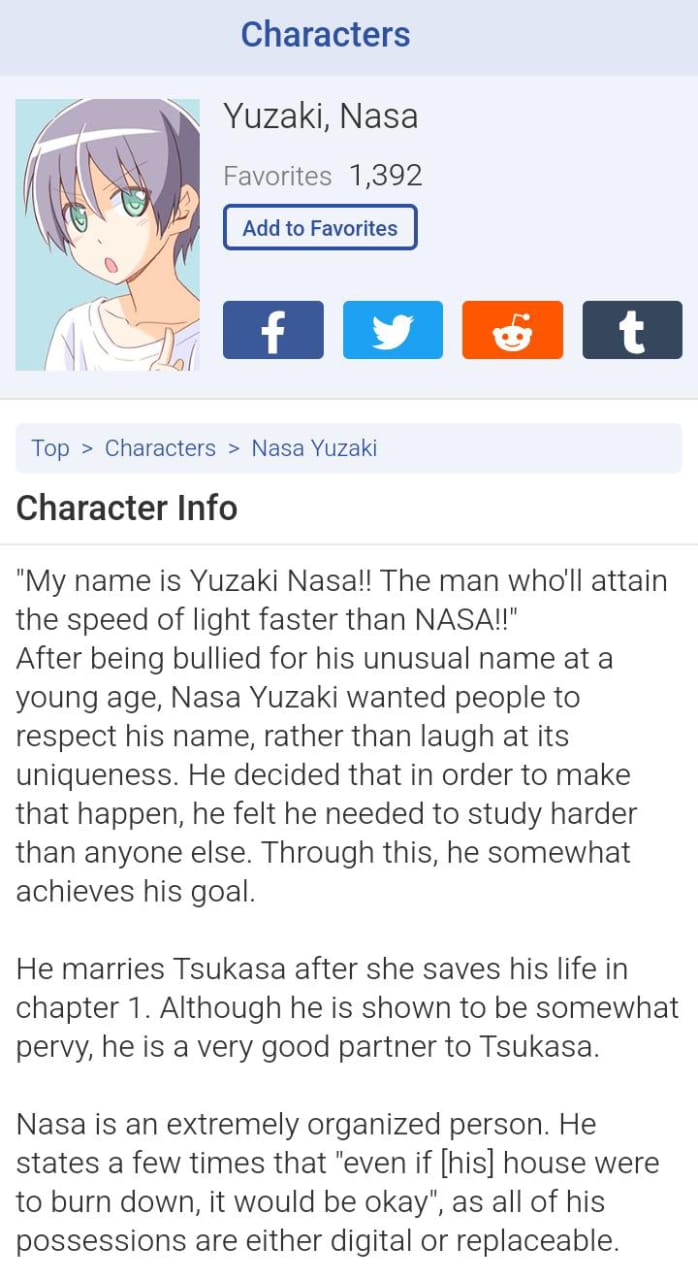 Characters
Yuzaki, Nasa
Favorites 1,392
Add to Favorites
Top > Characters > Nasa Yuzaki
Character Info
"My name is Yuzaki Nasa!! The man who'll attain
the speed of light faster than NASA!!"
After being bullied for his unusual name at a
young age, Nasa Yuzaki wanted people to
respect his name, rather than laugh at its
uniqueness. He decided that in order to make
that happen, he felt he needed to study harder
than anyone else. Through this, he somewhat
achieves his goal.
He marries Tsukasa after she saves his life in
chapter 1. Although he is shown to be somewhat
pervy, he is a very good partner to Tsukasa.
Nasa is an extremely organized person. He
states a few times that "even if [his] house were
to burn down, it would be okay", as all of his
possessions are either digital or replaceable.